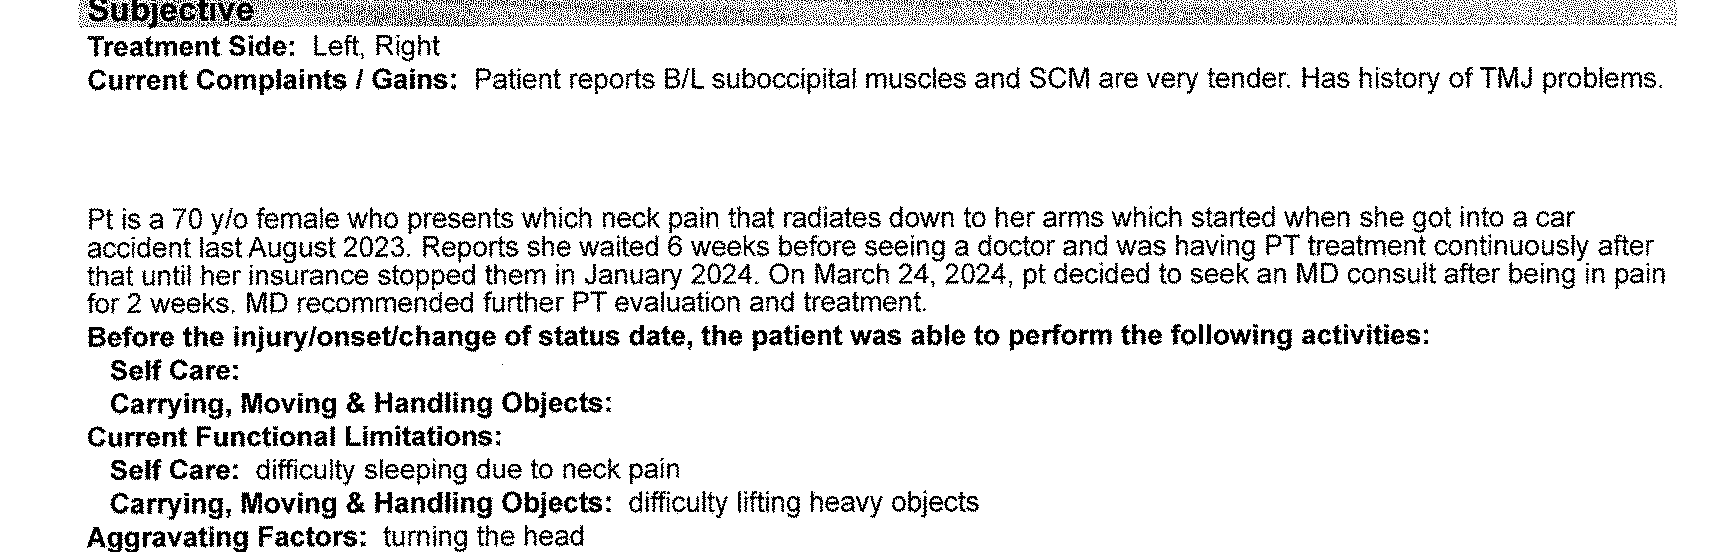 Subjective
Treatment Side: Left, Right
Current Complaints / Gains: Patient reports B/L suboccipital muscles and SCM are very tender. Has history of TMJ problems.
Pt is a 70 y/o female who presents which neck pain that radiates down to her arms which started when she got into a car
accident last August 2023. Reports she waited 6 weeks before seeing a doctor and was having PT treatment continuously after
that until her insurance stopped them in January 2024. On March 24, 2024, pt decided to seek an MD consult after being in pain
for 2 weeks. MD recommended further PT evaluation and treatment.
Before the injury/onset/change of status date, the patient was able to perform the following activities:
Self Care:
Carrying, Moving & Handling Objects:
Current Functional Limitations:
Self Care: difficulty sleeping due to neck pain
Carrying, Moving & Handling Objects: difficulty lifting heavy objects
Aggravating Factors: turning the head